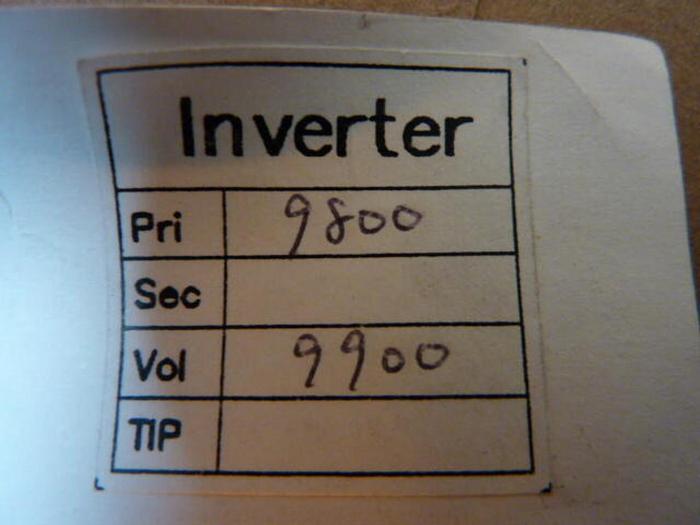 Inverter
Pri 9800
Sec
Vol 9900
TIP